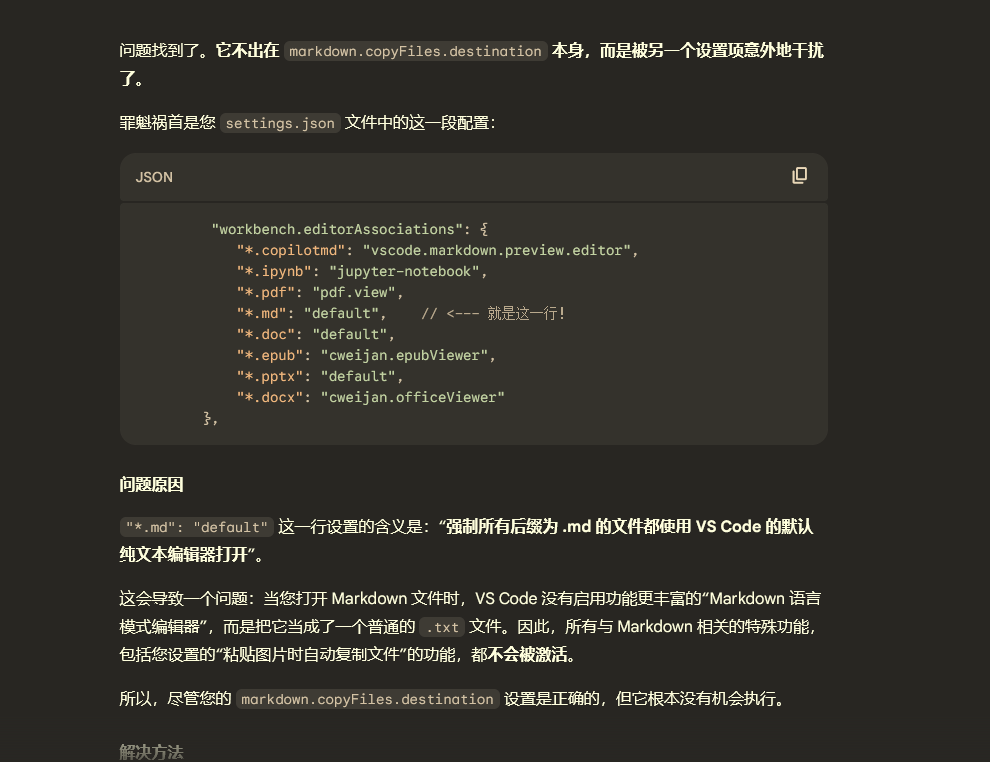 问题找到了。它不出在 markdown.copyFiles.destination 本身，而是被另一个设置项意外地干扰
了。
罪魁祸首是您 settings.json 文件中的这一段配置：
JSON
"workbench.editorAssociations": {
"*.copilotmd": "vscode.markdown.preview.editor",
"*.ipynb": "jupyter-notebook",
"*.pdf": "pdf.view",
"*.md": "default",    // <--- 就是这一行！
"*.doc": "default",
"*.epub": "cweijan.epubViewer",
"*.pptx": "default",
"*.docx": "cweijan.officeViewer"
},
问题原因
"*.md": "default" 这一行设置的含义是：“强制所有后缀为 .md 的文件都使用 VS Code 的默认
纯文本编辑器打开”。
这会导致一个问题：当您打开 Markdown 文件时，VS Code 没有启用功能更丰富的“Markdown 语言
模式编辑器”，而是把它当成了一个普通的 .txt 文件。因此，所有与 Markdown 相关的特殊功能，
包括您设置的“粘贴图片时自动复制文件”的功能，都不会被激活。
所以，尽管您的 markdown.copyFiles.destination 设置是正确的，但它根本没有机会执行。
解决方法